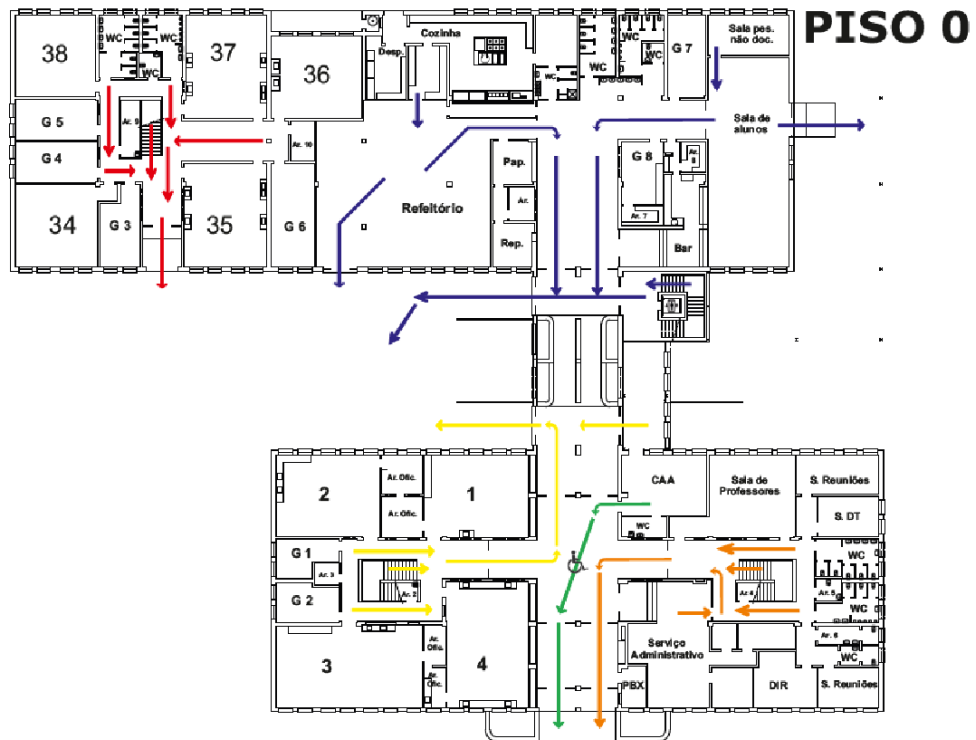 PISO 0
38
WC
WC
WC
37
36
Desp.
Cozinha
WC
WC
WC
WC
G 7
Sala pes.
não doc.
G 5
Ar. 9
G 4
Ar. 10
Sala de
alunos
34
G 3
35
G 6
Refeitório
Pap.
Ar.
Rep.
G 8
Ar. 7
Bar
2
Ar. Ofic.
Ar. Ofic.
1
CAA
WC
Sala de
Professores
S. Reuniões
S. DT
G 1
Ar. 3
G 2
Ar. 2
Ar. 4
WC
Ar. 5
WC
Ar. 6
WC
3
Ar.
Ofic.
Ar.
Ofic.
4
Serviço
Administrativo
PBX
DIR
S. Reuniões